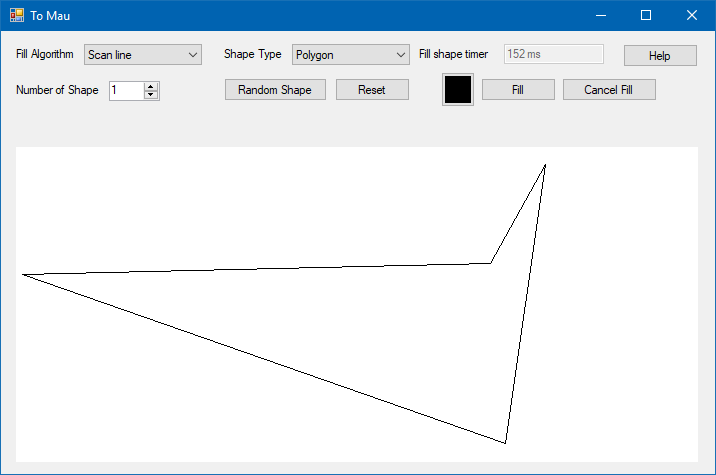 To Mau
Fill Algorithm Scan line Shape Type Polygon Fill shape timer 152 ms Help
Number of Shape 1 Random Shape Reset Fill Cancel Fill